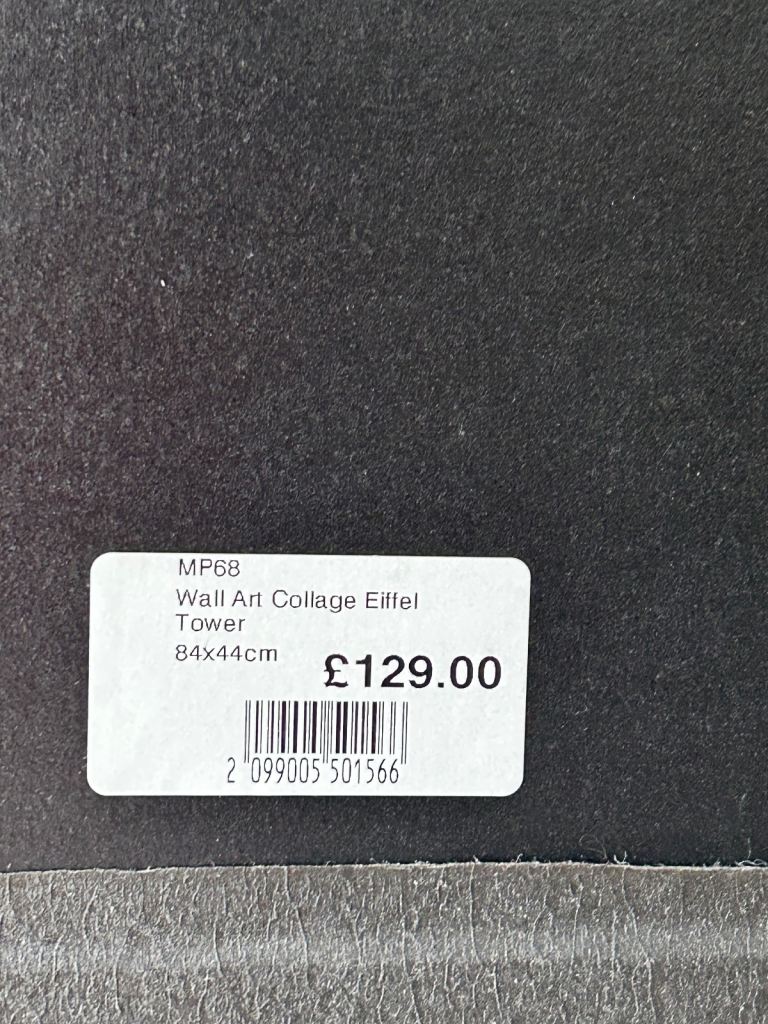 MP68
Wall Art Collage Eiffel
Tower
84x44cm
£129.00
2 099005 501566